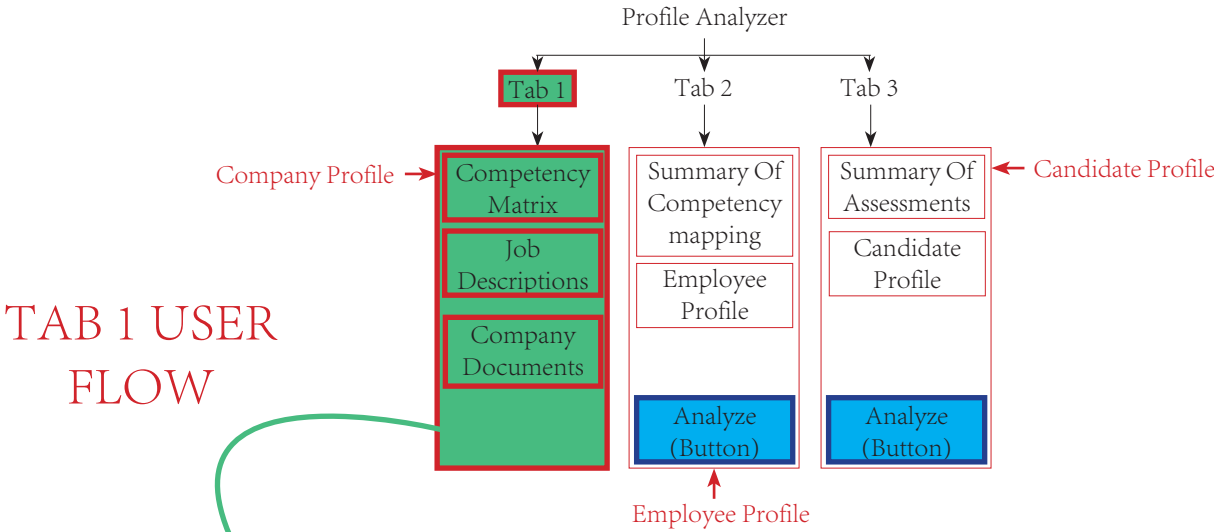 Profile Analyzer
Tab 1
Tab 2
Tab 3
Company Profile
Competency
Matrix
Job
Descriptions
Company
Documents
Summary Of
Competency
mapping
Employee
Profile
Analyze
(Button)
Employee Profile
Summary Of
Assessments
Candidate
Profile
Analyze
(Button)
Candidate Profile
TAB 1 USER
FLOW